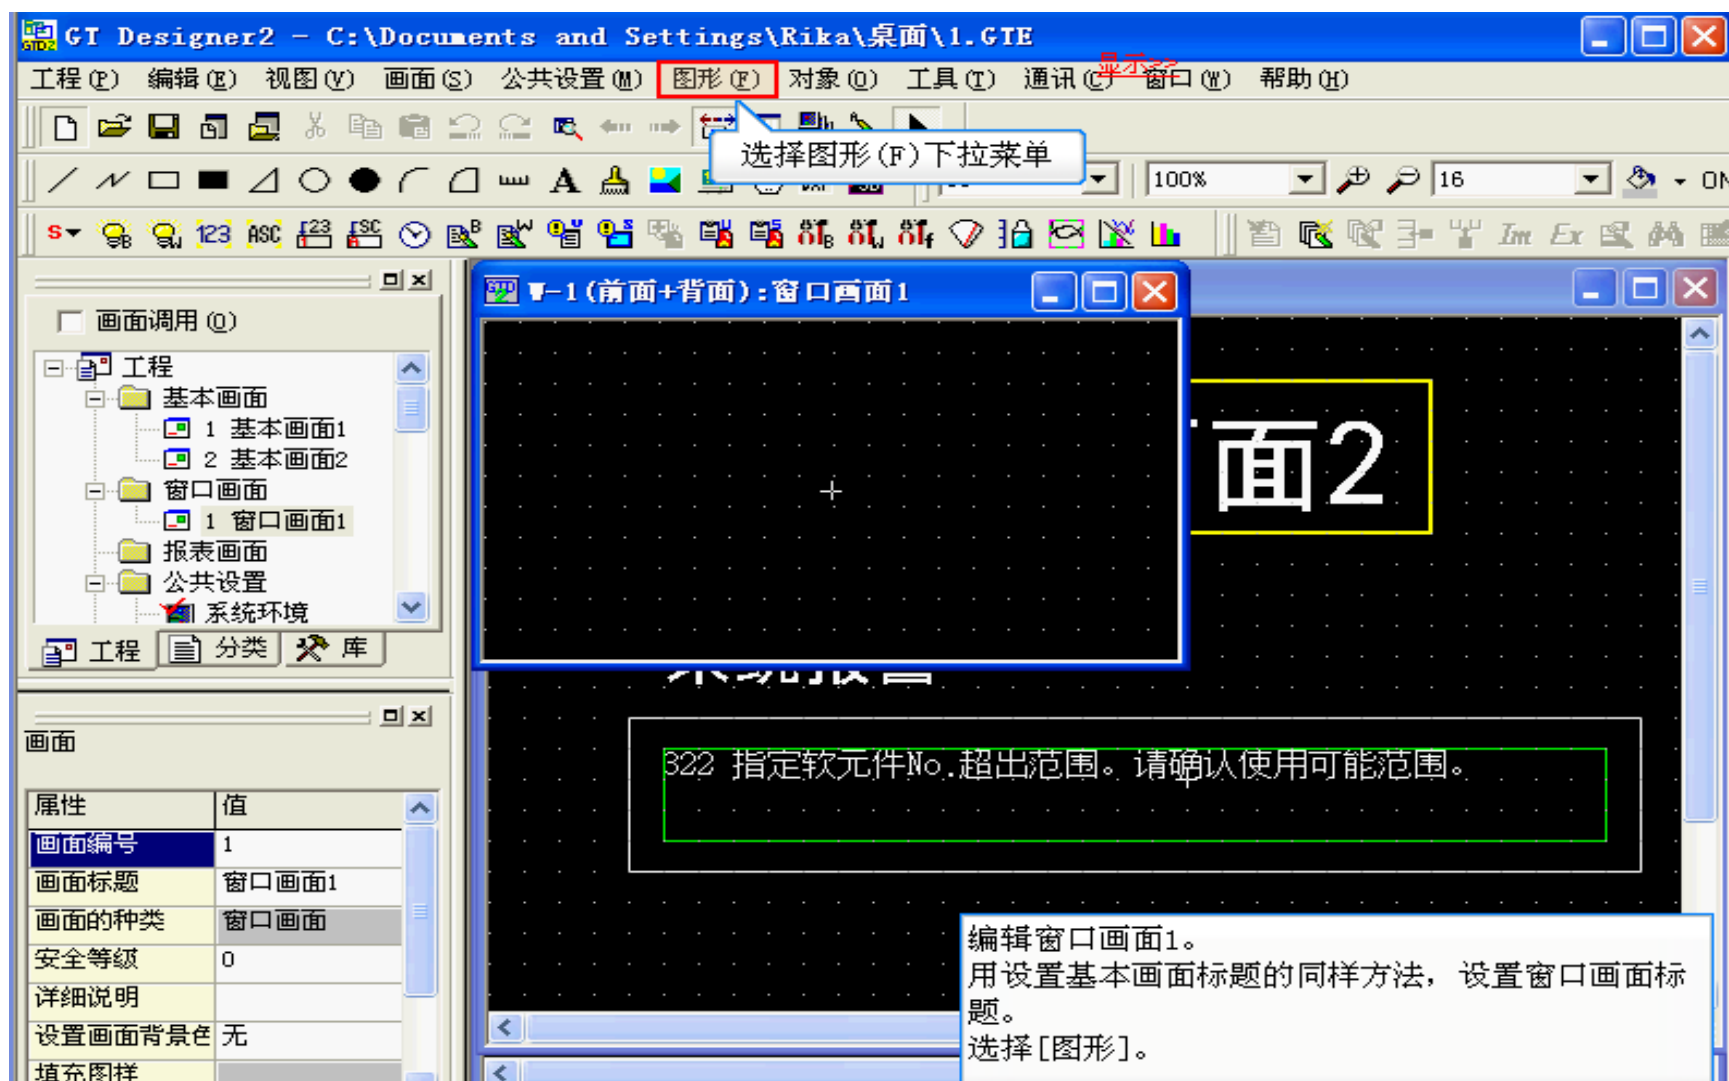 GT Designer2 - C:\Documents and Settings\Rika\桌面\1.GTE
工程(P) 编辑(E) 视图(V) 画面(S) 公共设置(M) 图形(F) 对象(O) 工具(T) 通讯(C) 窗口(W) 帮助(H)
显示>>
选择图形(F)下拉菜单
100% 16 ON
画面调用(Q)
工程
基本画面
1 基本画面1
2 基本画面2
窗口画面
1 窗口画面1
报表画面
公共设置
系统环境
工程 分类 库
W-1(前面+背面):窗口画面1
面2
322 指定软元件No.超出范围。请确认使用可能范围。
画面
属性 值
画面编号 1
画面标题 窗口画面1
画面的种类 窗口画面
安全等级 0
详细说明
设置画面背景色 无
填充图样
编辑窗口画面1。
用设置基本画面标题的同样方法，设置窗口画面标
题。
选择[图形]。